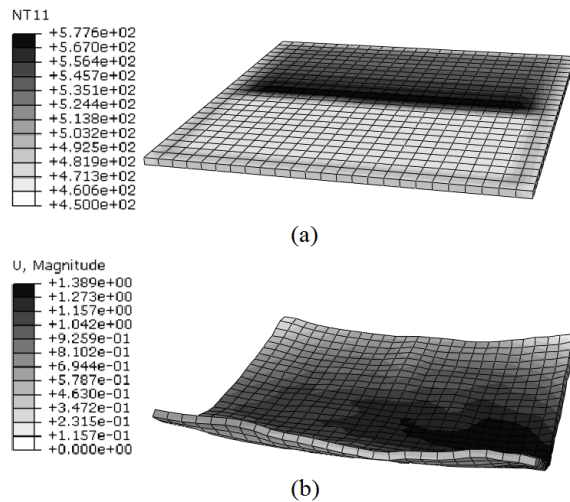 NT11
+5.776e+02
+5.670e+02
+5.564e+02
+5.457e+02
+5.351e+02
+5.244e+02
+5.138e+02
+5.032e+02
+4.925e+02
+4.819e+02
+4.713e+02
+4.606e+02
+4.500e+02
(a)
U, Magnitude
+1.389e+00
+1.273e+00
+1.157e+00
+1.042e+00
+9.259e-01
+8.102e-01
+6.944e-01
+5.787e-01
+4.630e-01
+3.472e-01
+2.315e-01
+1.157e-01
+0.000e+00
(b)